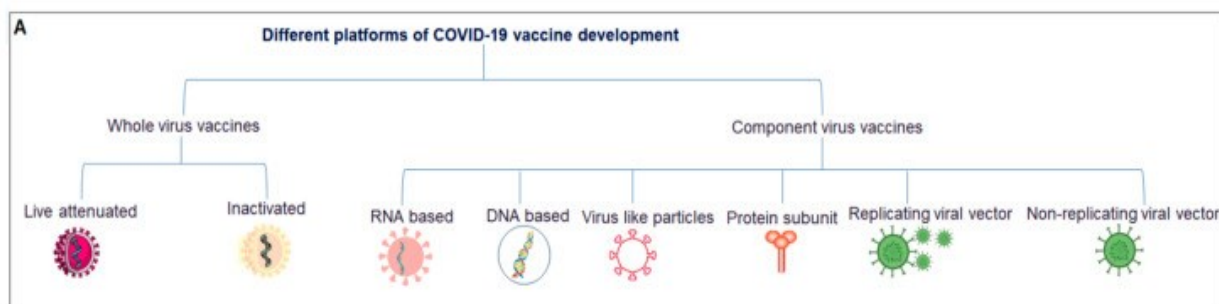 A
Different platforms of COVID-19 vaccine development
Whole virus vaccines
Component virus vaccines
Live attenuated
Inactivated
RNA based
DNA based
Virus like particles
Protein subunit
Replicating viral vector
Non-replicating viral vector